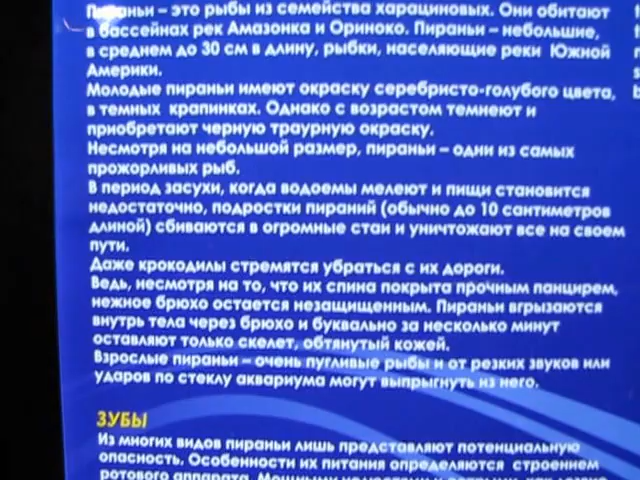 Пираньи – это рыбы из семейства харациновых. Они обитают
в бассейнах рек Амазонка и Ориноко. Пираньи – небольшие,
в среднем до 30 см в длину, рыбки, населяющие реки Южной
Америки.
Молодые пираньи имеют окраску серебристо-голубого цвета,
в темных крапинках. Однако с возрастом темнеют и
приобретают черную траурную окраску.
Несмотря на небольшой размер, пираньи – одни из самых
прожорливых рыб.
В период засухи, когда водоемы мелеют и пищи становится
недостаточно, подростки пираний (обычно до 10 сантиметров
длиной) сбиваются в огромные стаи и уничтожают все на своем
пути.
Даже крокодилы стремятся убраться с их дороги.
Ведь, несмотря на то, что их спина покрыта прочным панцирем,
нежное брюхо остается незащищенным. Пираньи вгрызаются
внутрь тела через брюхо и буквально за несколько минут
оставляют только скелет, обтянутый кожей.
Взрослые пираньи – очень пугливые рыбы и от резких звуков или
ударов по стеклу аквариума могут выпрыгнуть из него.
ЗУБЫ
Из многих видов пираньи лишь представляют потенциальную
опасность. Особенности их питания определяются строением
ротового аппарата. Мощными челюстями и острыми, как